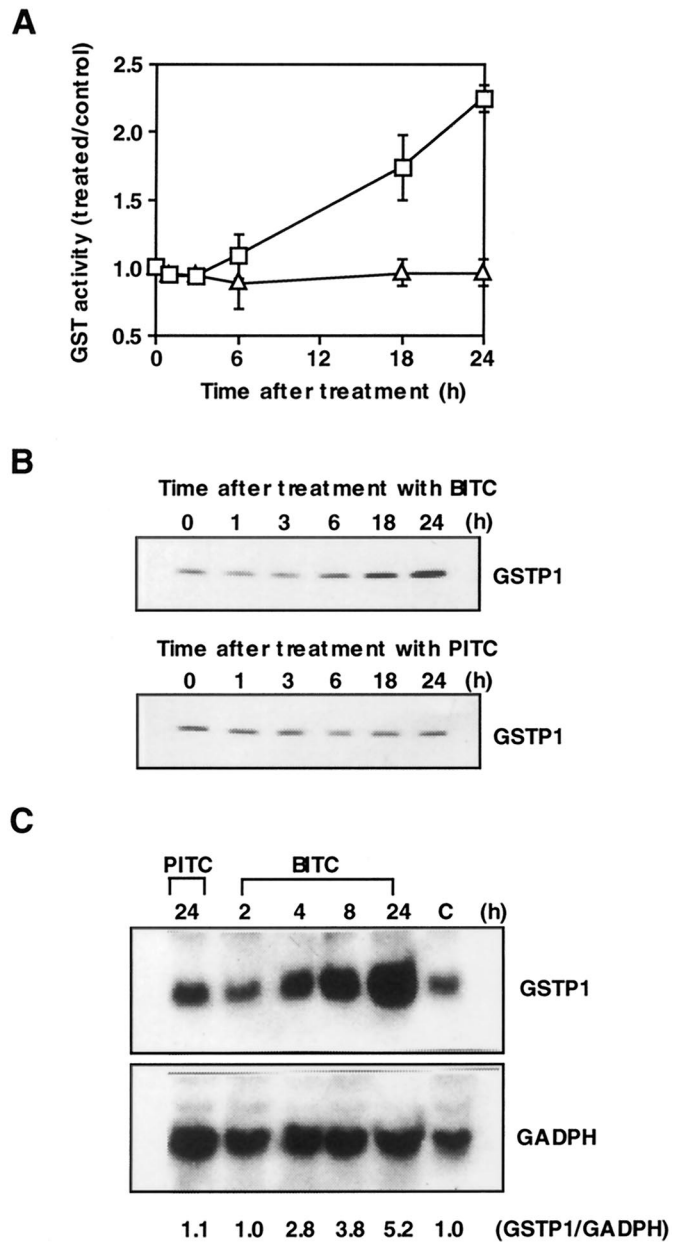 A
GST activity (treated/control)
2.5
2.0
1.5
1.0
0.5
0 6 12 18 24
Time after treatment (h)
B
Time after treatment with BITC
0 1 3 6 18 24 (h)
GSTP1
Time after treatment with PITC
0 1 3 6 18 24 (h)
GSTP1
C
PITC BITC
24 2 4 8 24 C (h)
GSTP1
GADPH
1.1 1.0 2.8 3.8 5.2 1.0 (GSTP1/GADPH)